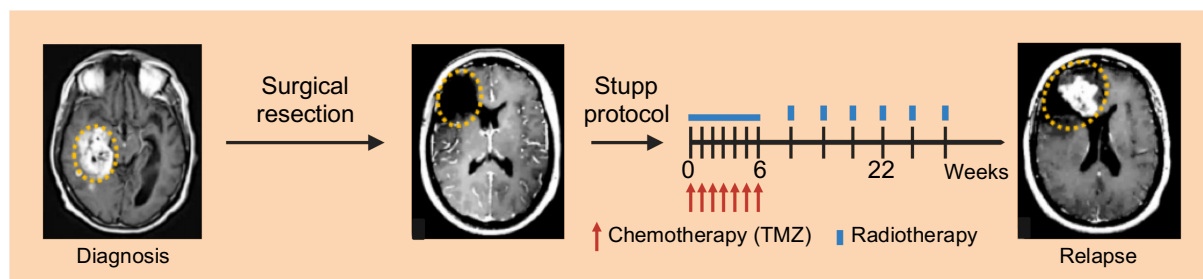 Surgical
resection
Stupp
protocol
0
6
22
Weeks
Chemotherapy (TMZ)
Radiotherapy
Diagnosis
Relapse